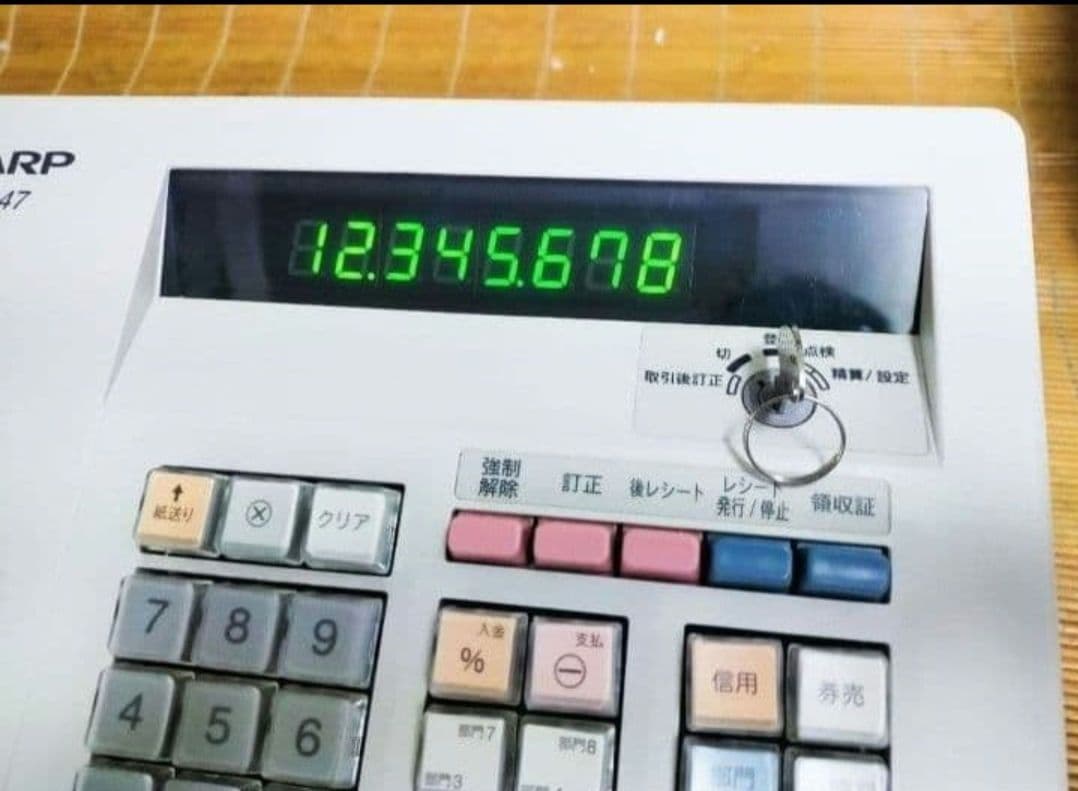 ARP
47
12.345.678
切 点検
取引後訂正 精算/設定
強制解除 訂正 後レシート レシート発行/停止 領収証
↑
紙送り
⊗
クリア
7 8 9
入金
%
支払
⊖
信用
券売
4 5 6
部門7
部門8
部門3
部門